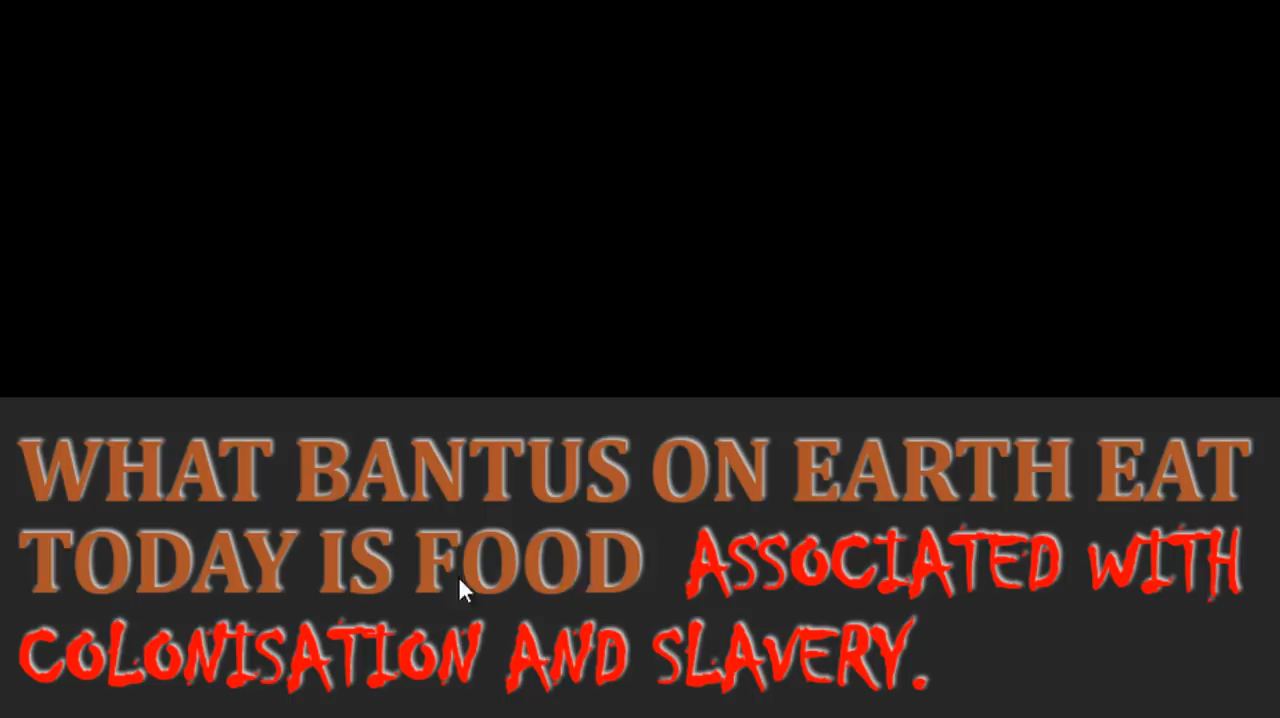 WHAT BANTUS ON EARTH EAT
TODAY IS FOOD ASSOCIATED WITH
COLONISATION AND SLAVERY.